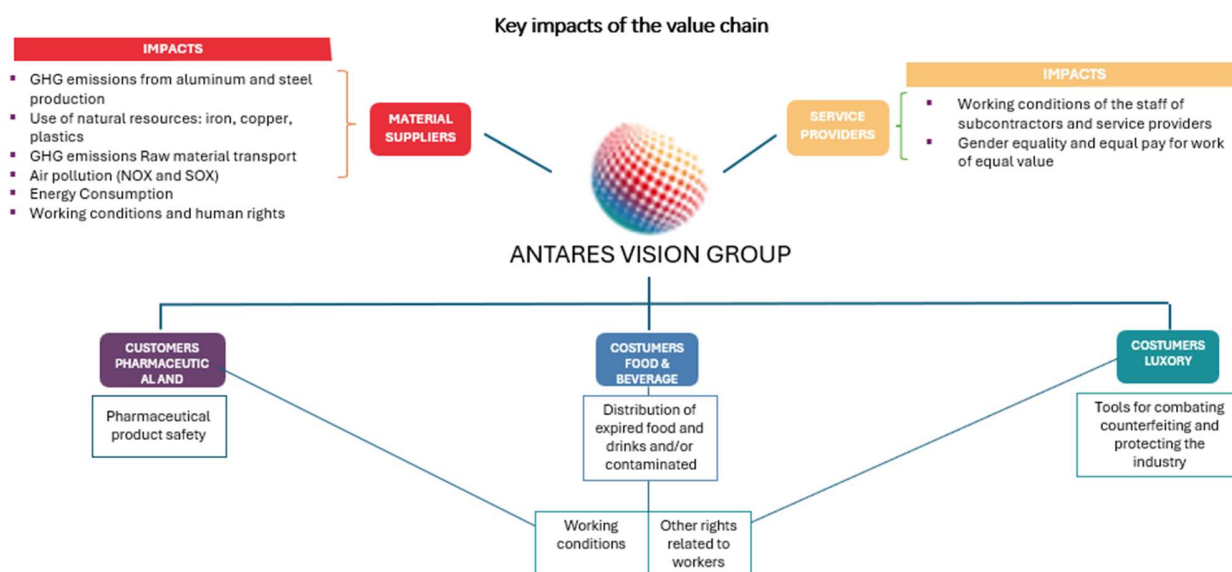 Key impacts of the value chain
IMPACTS
GHG emissions from aluminum and steel
production
Use of natural resources: iron, copper,
plastics
GHG emissions Raw material transport
Air pollution (NOX and SOX)
Energy Consumption
Working conditions and human rights
MATERIAL
SUPPLIERS
SERVICE
PROVIDERS
IMPACTS
Working conditions of the staff of
subcontractors and service providers
Gender equality and equal pay for work
of equal value
ANTARES VISION GROUP
CUSTOMERS
PHARMACEUTIC
AL AND
Pharmaceutical
product safety
COSTUMERS
FOOD &
BEVERAGE
Distribution of
expired food and
drinks and/or
contaminated
COSTUMERS
LUXORY
Tools for combating
counterfeiting and
protecting the
industry
Working
conditions
Other rights
related to
workers